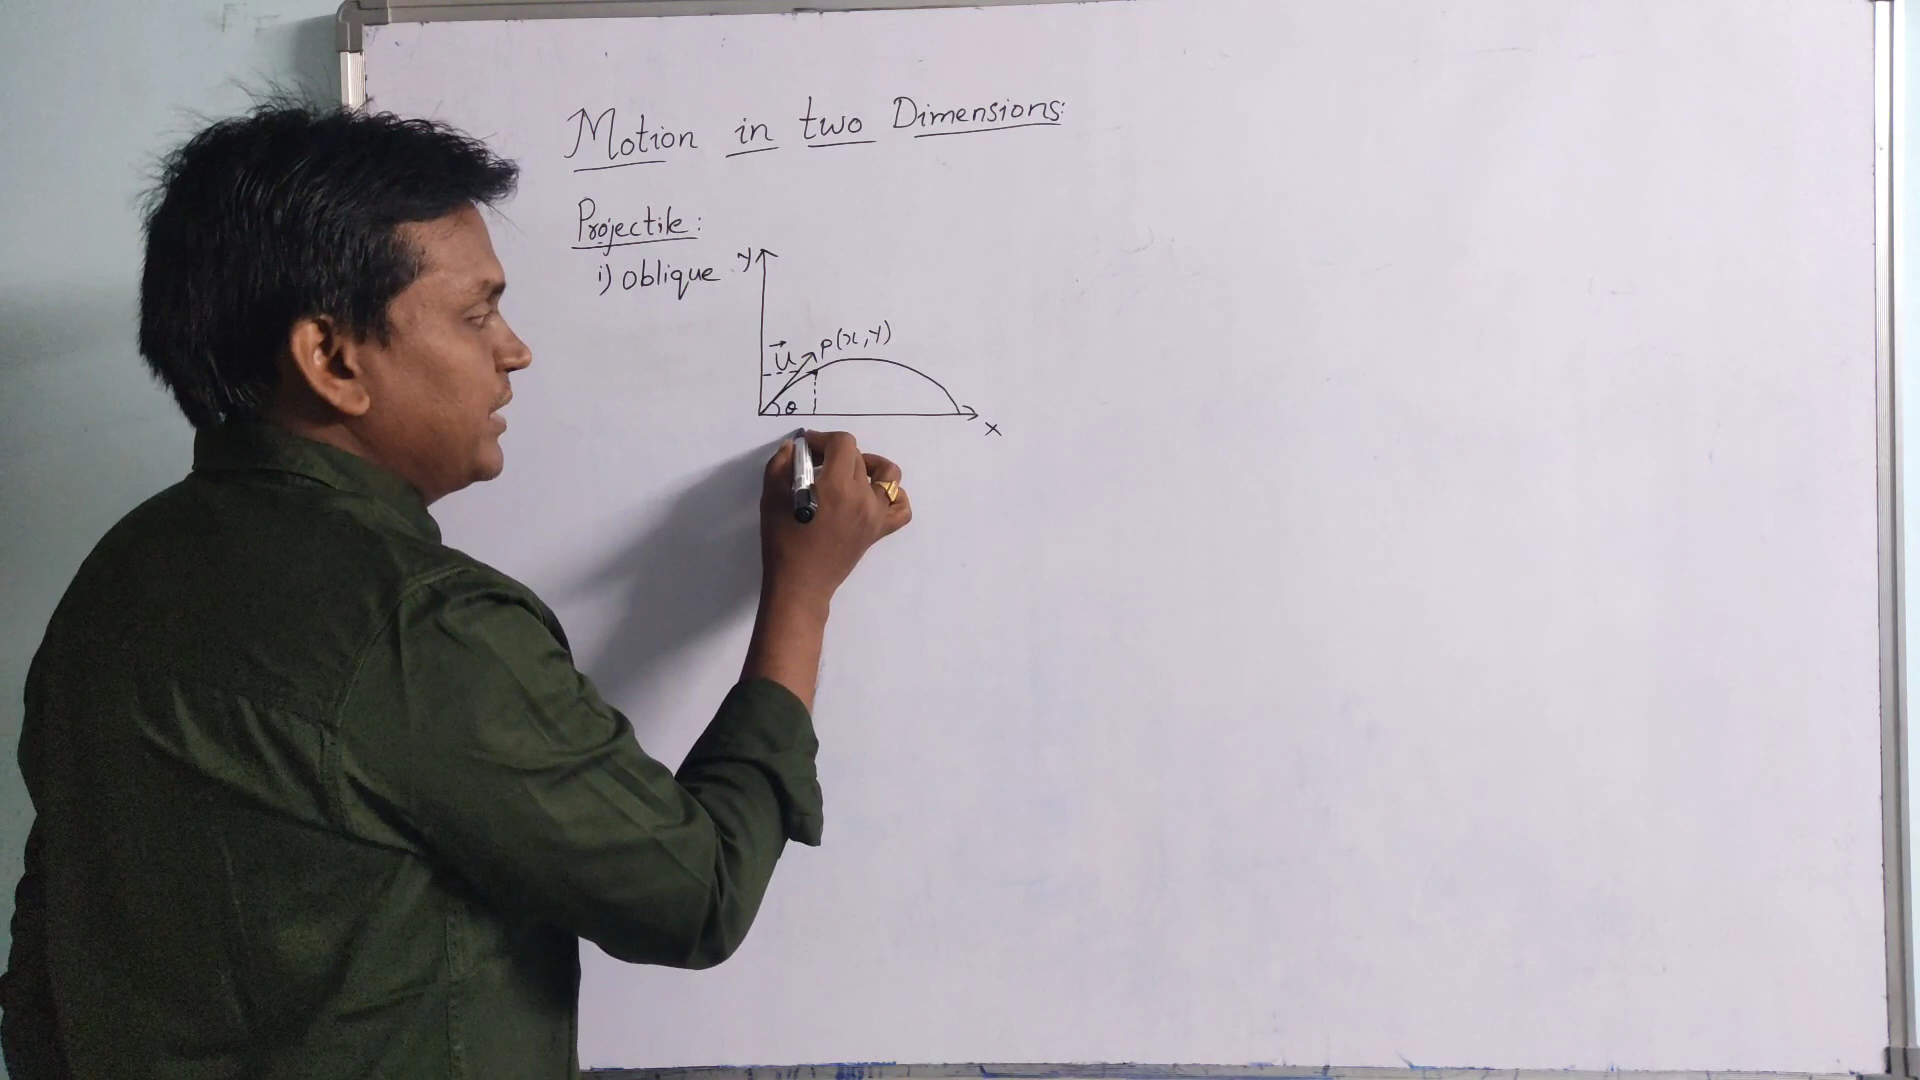 Motion in two Dimensions:
Projectile:
i) oblique
y
P(x,y)
u⃗
θ
x